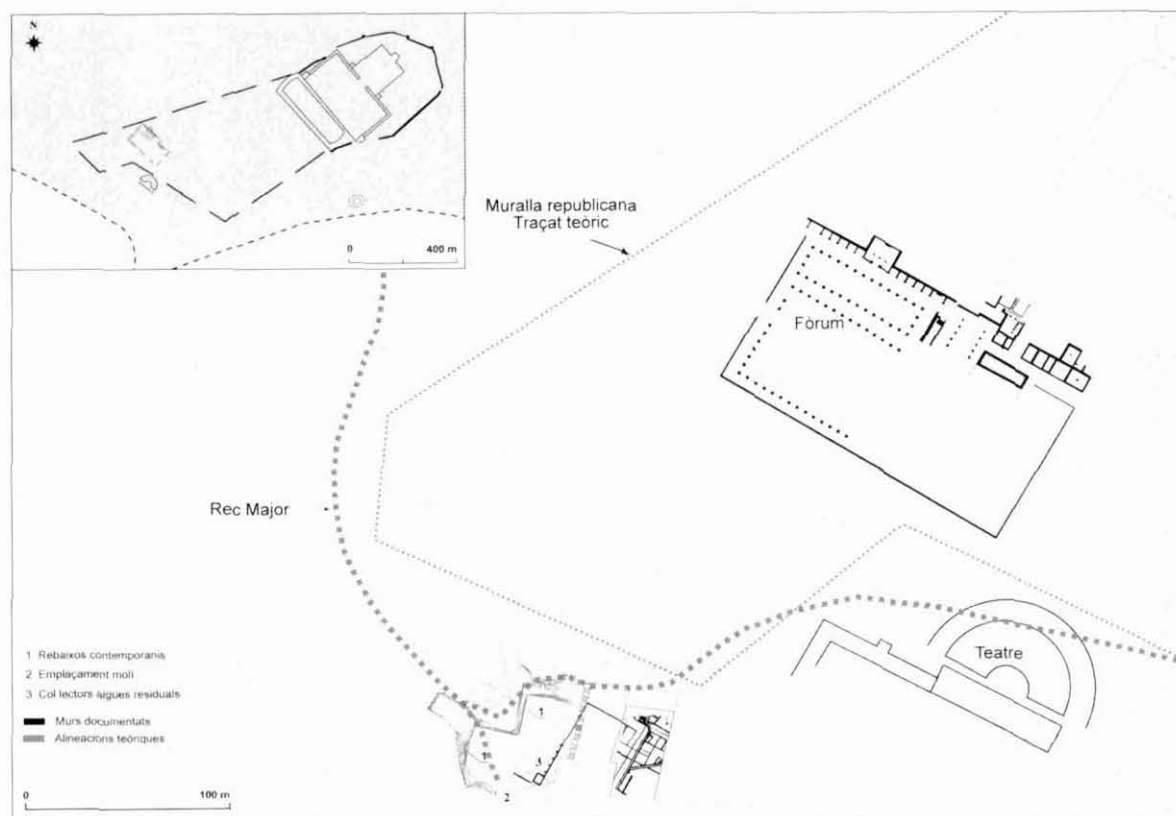 N
0 400 m
Muralla republicana
Traçat teòric
Fòrum
Rec Major
Teatre
1 Rebaixos contemporanis
2 Emplaçament molí
3 Col lectors aigues residuals
Murs documentats
Alineacions teòriques
0 100 m
1
1
3
2